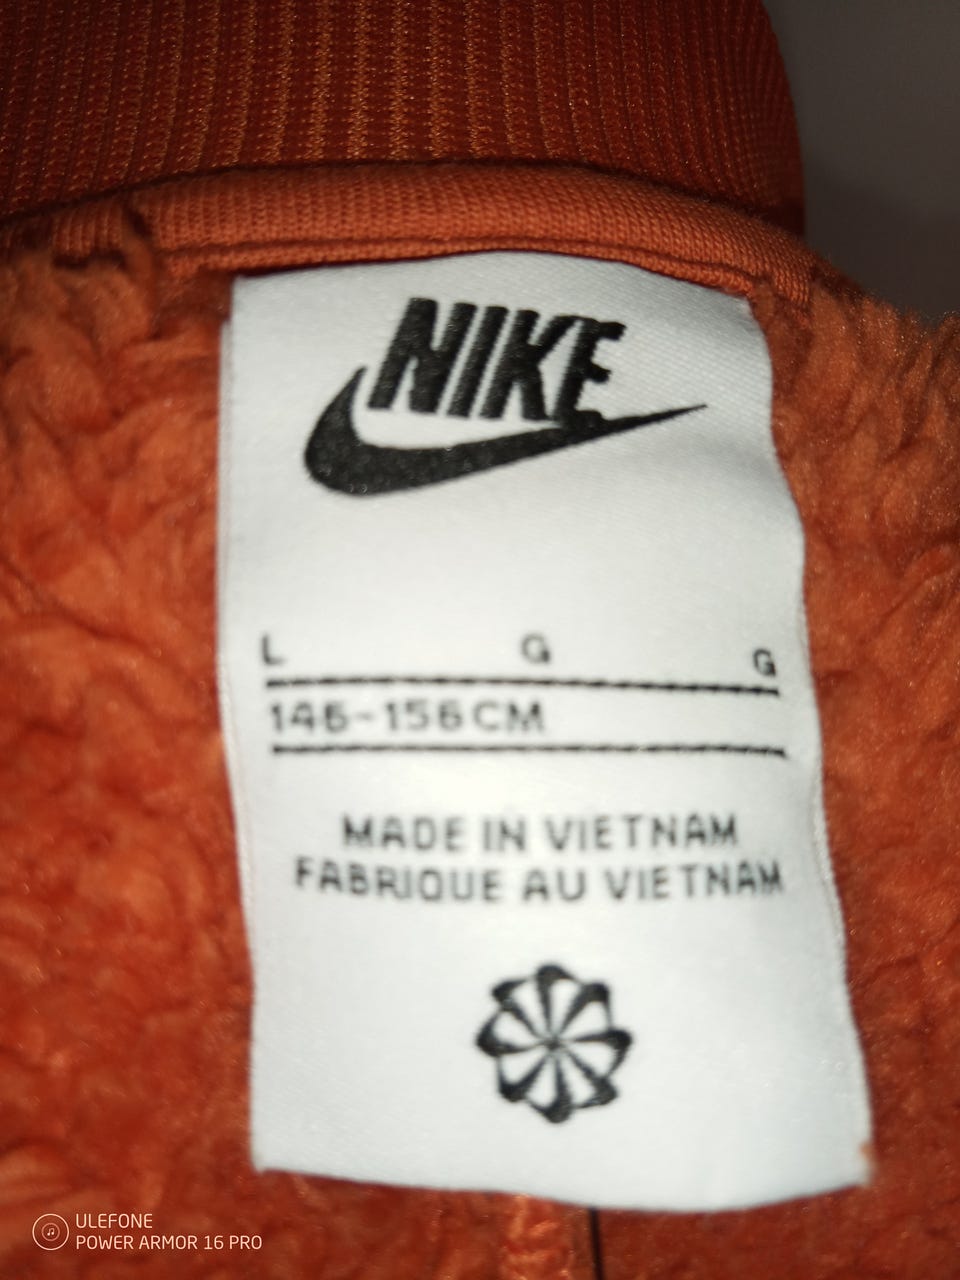 NIKE
L G G
146-156CM
MADE IN VIETNAM
FABRIQUE AU VIETNAM
ULEFONE
POWER ARMOR 16 PRO